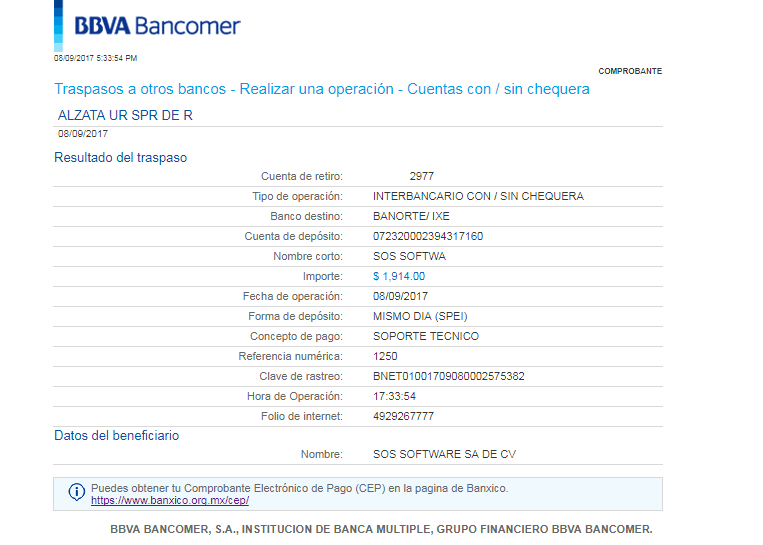 BBVA Bancomer
08/09/2017 5:33:54 PM
COMPROBANTE
Traspasos a otros bancos - Realizar una operación - Cuentas con / sin chequera
ALZATA UR SPR DE R
08/09/2017
Resultado del traspaso
Cuenta de retiro: 2977
Tipo de operación: INTERBANCARIO CON / SIN CHEQUERA
Banco destino: BANORTE/ IXE
Cuenta de depósito: 072320002394317160
Nombre corto: SOS SOFTWA
Importe: $ 1,914.00
Fecha de operación: 08/09/2017
Forma de depósito: MISMO DIA (SPEI)
Concepto de pago: SOPORTE TECNICO
Referencia numérica: 1250
Clave de rastreo: BNET01001709080002575382
Hora de Operación: 17:33:54
Folio de internet: 4929267777
Datos del beneficiario
Nombre: SOS SOFTWARE SA DE CV
Puedes obtener tu Comprobante Electrónico de Pago (CEP) en la pagina de Banxico.
https://www.banxico.org.mx/cep/
BBVA BANCOMER, S.A., INSTITUCION DE BANCA MULTIPLE, GRUPO FINANCIERO BBVA BANCOMER.